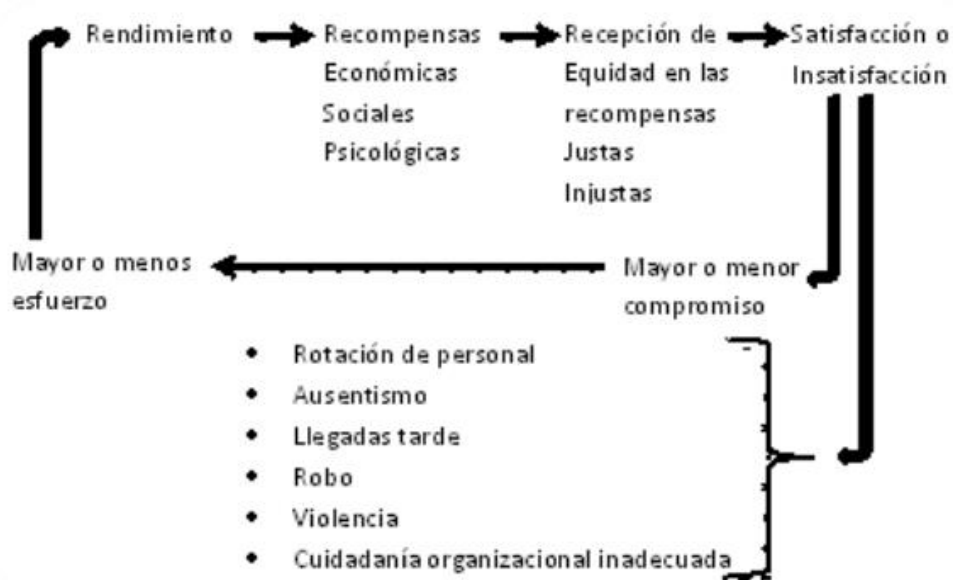 Rendimiento
Recompensas
Económicas
Sociales
Psicológicas
Recepción de
Equidad en las
recompensas
Justas
Injustas
Satisfacción o
Insatisfacción
Mayor o menor
compromiso
Mayor o menos
esfuerzo
• Rotación de personal
• Ausentismo
• Llegadas tarde
• Robo
• Violencia
• Cuidadanía organizacional inadecuada